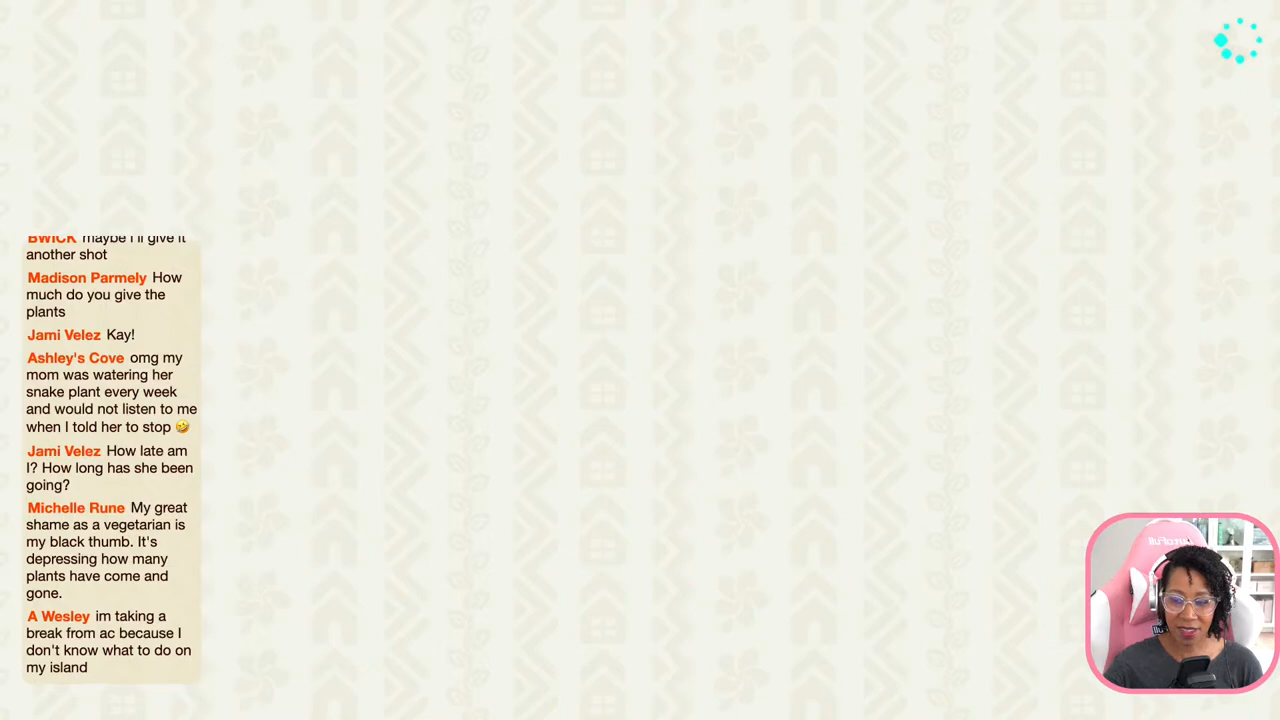 BWICK maybe I'll give it
another shot
Madison Parmely How
much do you give the
plants
Jami Velez Kay!
Ashley's Cove omg my
mom was watering her
snake plant every week
and would not listen to me
when I told her to stop 🤣
Jami Velez How late am
I? How long has she been
going?
Michelle Rune My great
shame as a vegetarian is
my black thumb. It's
depressing how many
plants have come and
gone.
A Wesley im taking a
break from ac because I
don't know what to do on
my island